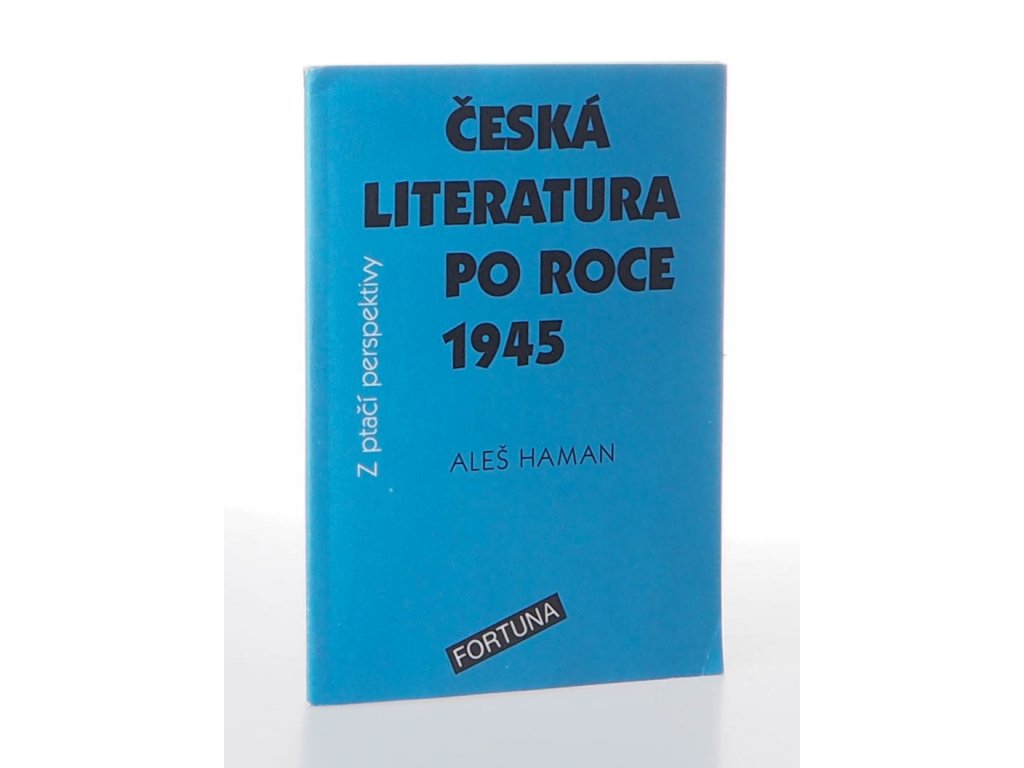 ČESKÁ
LITERATURA
PO ROCE
1945
Z ptačí perspektivy
ALEŠ HAMAN
FORTUNA